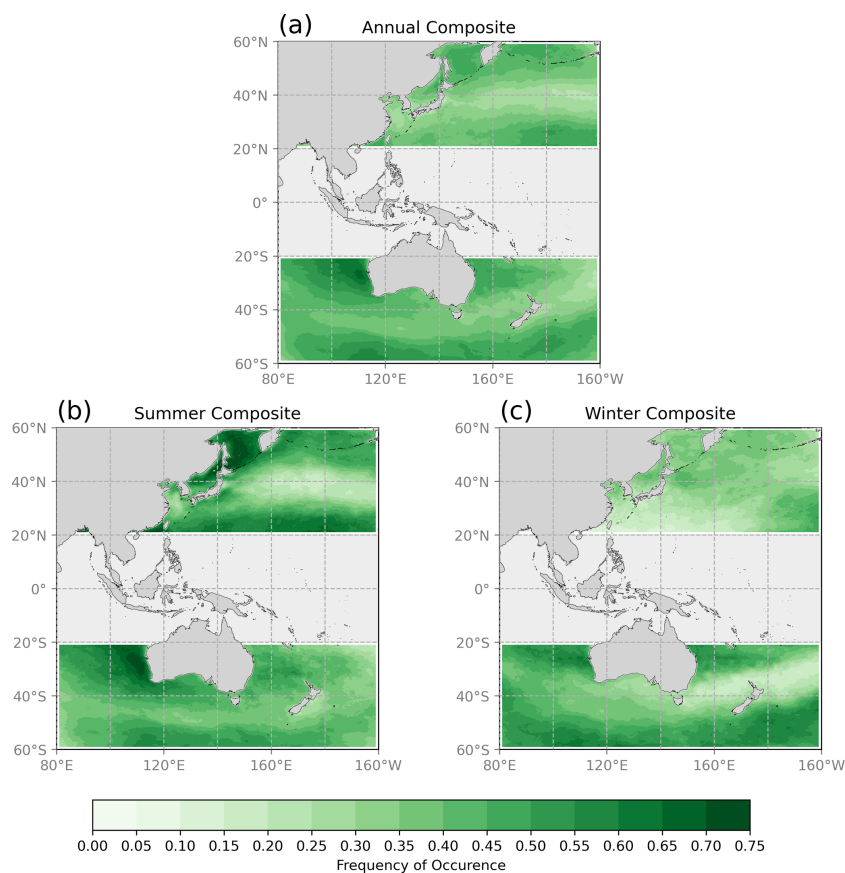 (a) Annual Composite
60°N
40°N
20°N
0°
20°S
40°S
60°S
80°E 120°E 160°E 160°W
(b) Summer Composite
60°N
40°N
20°N
0°
20°S
40°S
60°S
80°E 120°E 160°E 160°W
(c) Winter Composite
60°N
40°N
20°N
0°
20°S
40°S
60°S
80°E 120°E 160°E 160°W
0.00 0.05 0.10 0.15 0.20 0.25 0.30 0.35 0.40 0.45 0.50 0.55 0.60 0.65 0.70 0.75
Frequency of Occurence